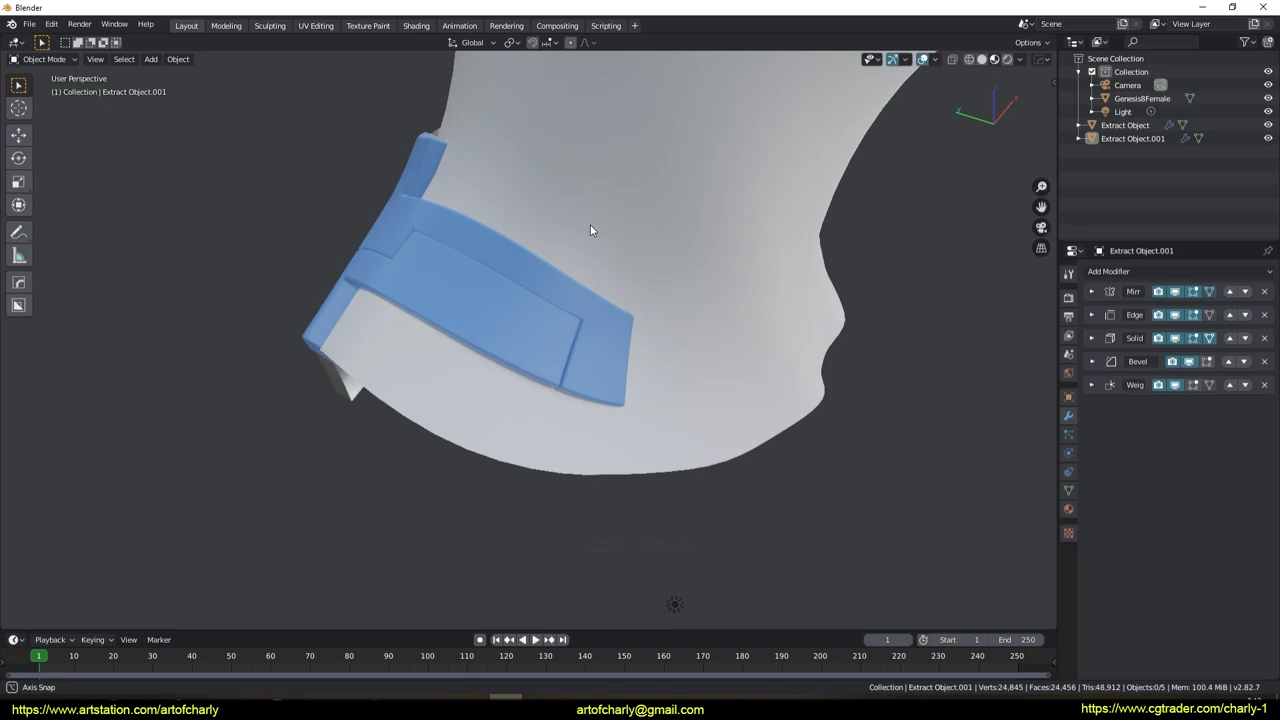 Blender
File Edit Render Window Help Layout Modeling Sculpting UV Editing Texture Paint Shading Animation Rendering Compositing Scripting + Scene View Layer
Global Options
Object Mode View Select Add Object
User Perspective
(1) Collection | Extract Object.001
Scene Collection
Collection
Camera
Genesis8Female
Light
Extract Object
Extract Object.001
Extract Object.001
Add Modifier
Mirr
Edge
Solid
Bevel
Weig
Y
X
Z
Playback Keying View Marker 1 Start 1 End 250
1 10 20 30 40 50 60 70 80 90 100 110 120 130 140 150 160 170 180 190 200 210 220 230 240 250
Axis Snap
Collection | Extract Object.001 | Verts:24,845 | Faces:24,456 | Tris:48,912 | Objects:0/5 | Mem: 100.4 MiB | v2.82.7
https://www.artstation.com/artofcharly artofcharly@gmail.com https://www.cgtrader.com/charly-1